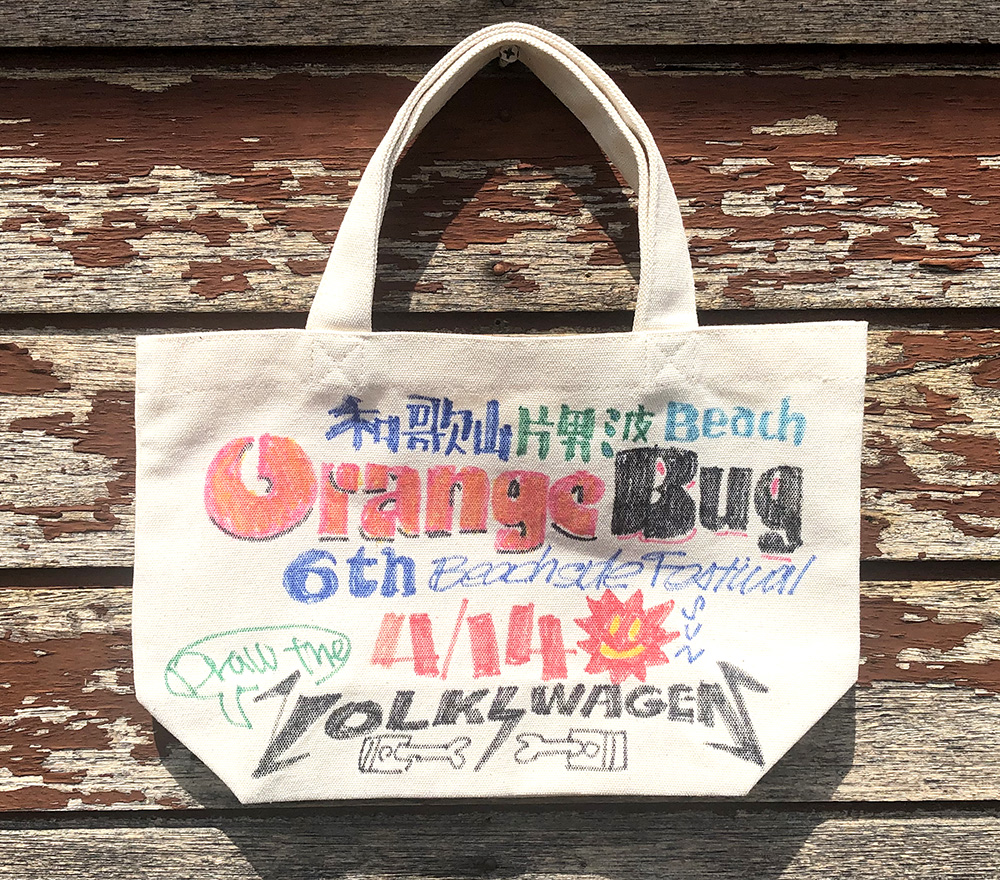 和歌山片男波 Beach
Orange Bug
6th Beachside Festival
4/14 SUN
Draw the
VOLKSWAGEN